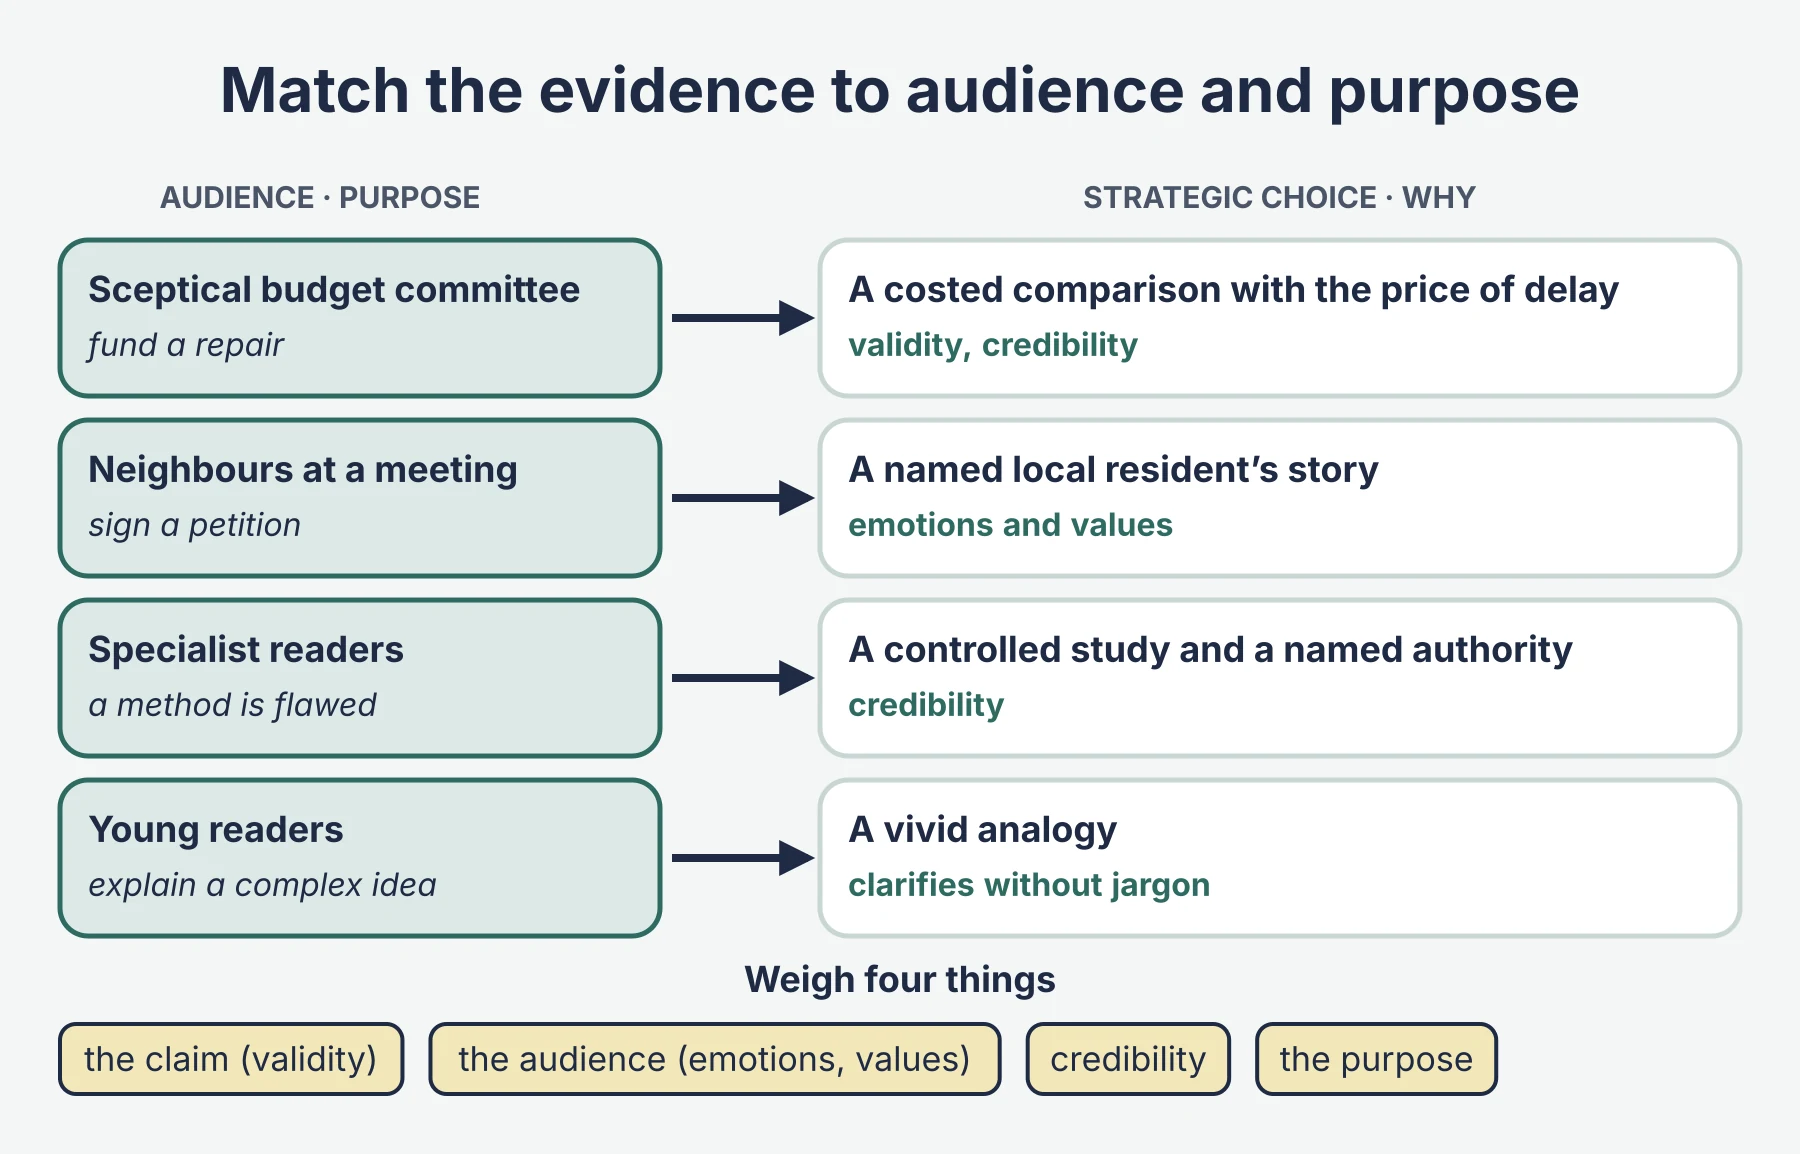 Match the evidence to audience and purpose
AUDIENCE · PURPOSE
STRATEGIC CHOICE · WHY
Sceptical budget committee
fund a repair
A costed comparison with the price of delay
validity, credibility
Neighbours at a meeting
sign a petition
A named local resident’s story
emotions and values
Specialist readers
a method is flawed
A controlled study and a named authority
credibility
Young readers
explain a complex idea
A vivid analogy
clarifies without jargon
Weigh four things
the claim (validity)
the audience (emotions, values)
credibility
the purpose